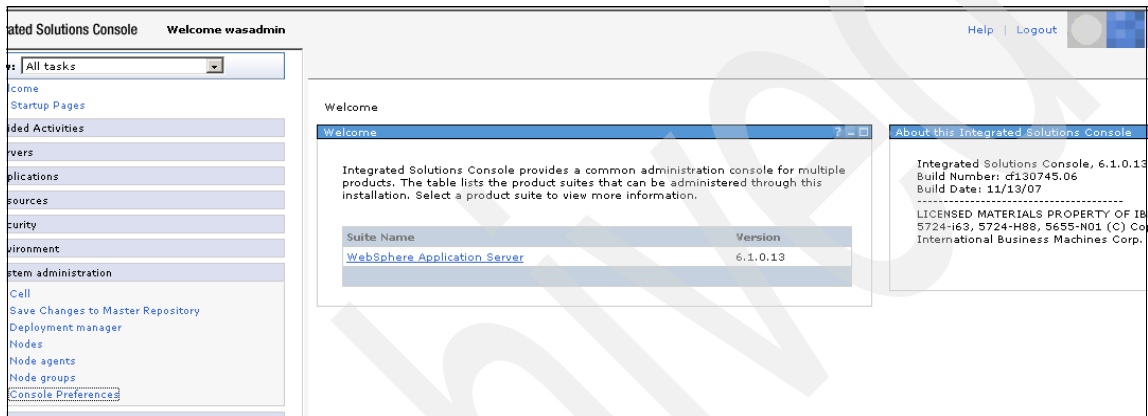 ated Solutions Console Welcome wasadmin Help | Logout
w: All tasks
lcome
Startup Pages
ided Activities
rvers
plications
sources
curity
vironment
stem administration
Cell
Save Changes to Master Repository
Deployment manager
Nodes
Node agents
Node groups
Console Preferences
Welcome
Welcome ? – □
Integrated Solutions Console provides a common administration console for multiple
products. The table lists the product suites that can be administered through this
installation. Select a product suite to view more information.
Suite Name Version
WebSphere Application Server 6.1.0.13
About this Integrated Solutions Console
Integrated Solutions Console, 6.1.0.13
Build Number: cf130745.06
Build Date: 11/13/07
--------------------------------
LICENSED MATERIALS PROPERTY OF IB
5724-i63, 5724-H88, 5655-N01 (C) Cop
International Business Machines Corp.
hived